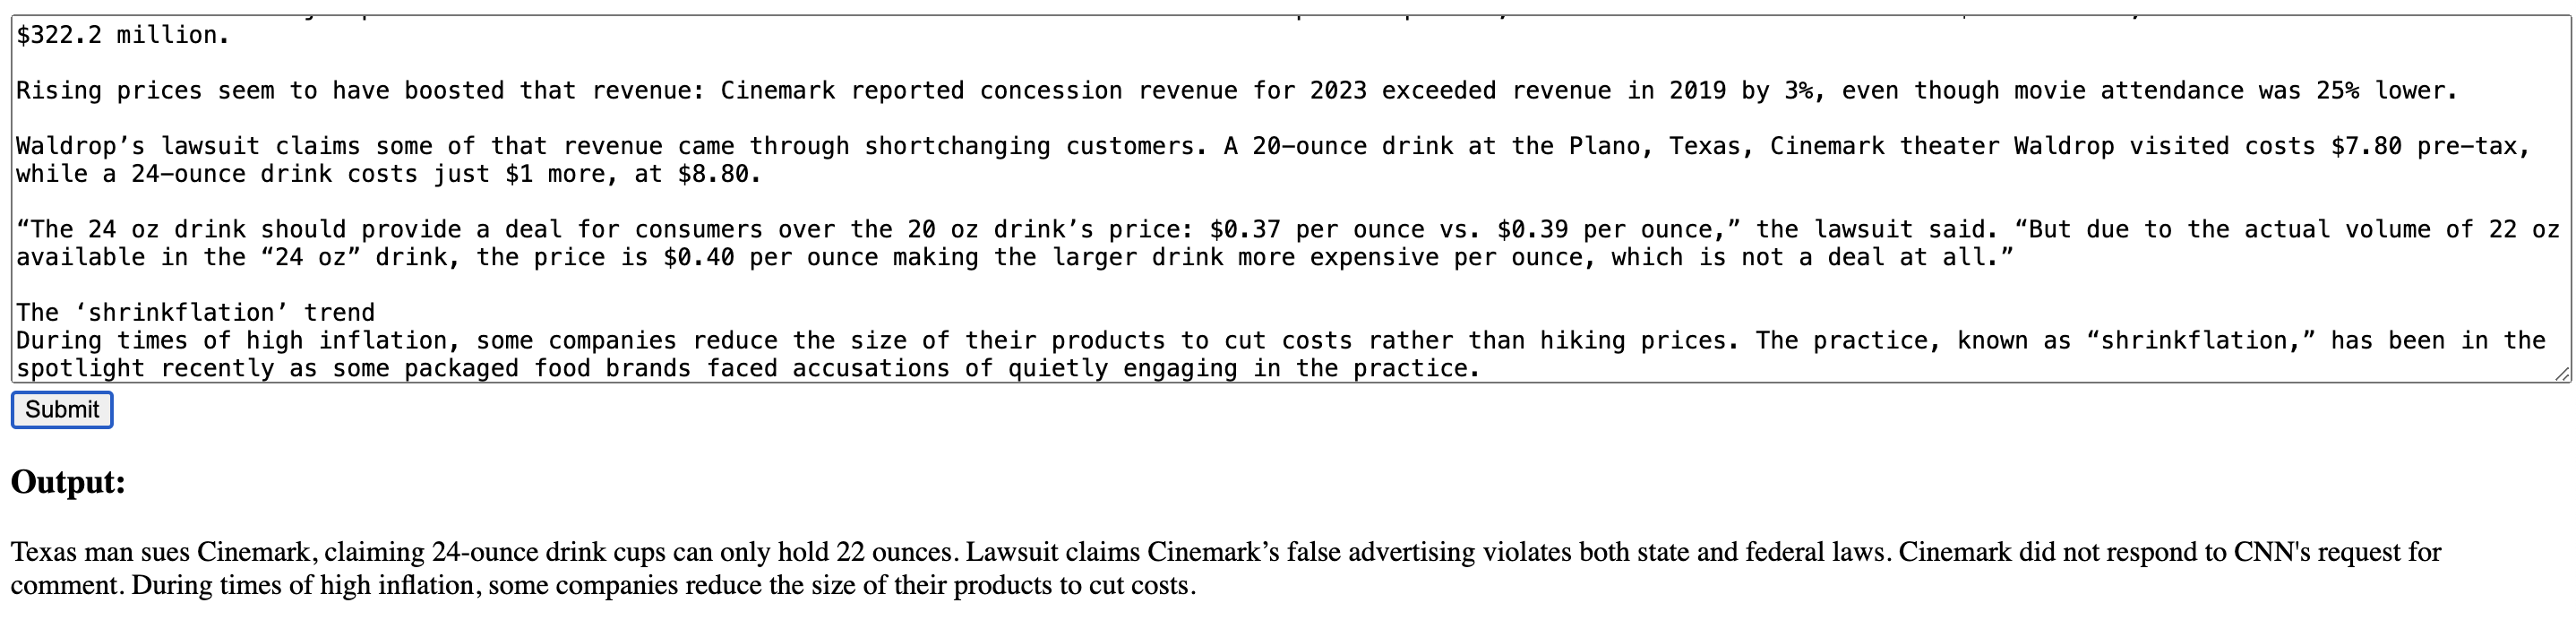 $322.2 million.
Rising prices seem to have boosted that revenue: Cinemark reported concession revenue for 2023 exceeded revenue in 2019 by 3%, even though movie attendance was 25% lower.
Waldrop’s lawsuit claims some of that revenue came through shortchanging customers. A 20-ounce drink at the Plano, Texas, Cinemark theater Waldrop visited costs $7.80 pre-tax,
while a 24-ounce drink costs just $1 more, at $8.80.
“The 24 oz drink should provide a deal for consumers over the 20 oz drink’s price: $0.37 per ounce vs. $0.39 per ounce,” the lawsuit said. “But due to the actual volume of 22 oz
available in the “24 oz” drink, the price is $0.40 per ounce making the larger drink more expensive per ounce, which is not a deal at all.”
The ‘shrinkflation’ trend
During times of high inflation, some companies reduce the size of their products to cut costs rather than hiking prices. The practice, known as “shrinkflation,” has been in the
spotlight recently as some packaged food brands faced accusations of quietly engaging in the practice.
Submit
Output:
Texas man sues Cinemark, claiming 24-ounce drink cups can only hold 22 ounces. Lawsuit claims Cinemark’s false advertising violates both state and federal laws. Cinemark did not respond to CNN's request for
comment. During times of high inflation, some companies reduce the size of their products to cut costs.